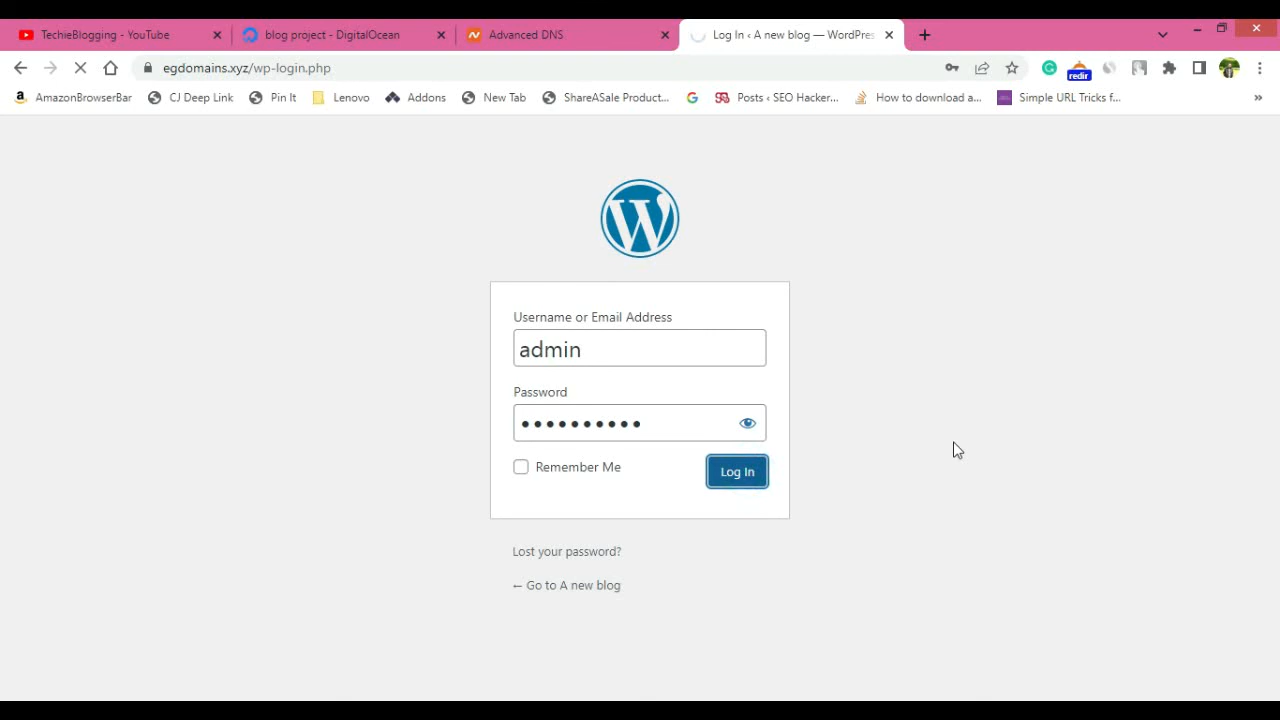 TechieBlogging - YouTube
blog project - DigitalOcean
Advanced DNS
Log In ‹ A new blog — WordPres
egdomains.xyz/wp-login.php
redir
AmazonBrowserBar
CJ Deep Link
Pin It
Lenovo
Addons
New Tab
ShareASale Product...
Posts ‹ SEO Hacker...
How to download a...
Simple URL Tricks f...
»
Username or Email Address
admin
Password
Remember Me
Log In
Lost your password?
← Go to A new blog